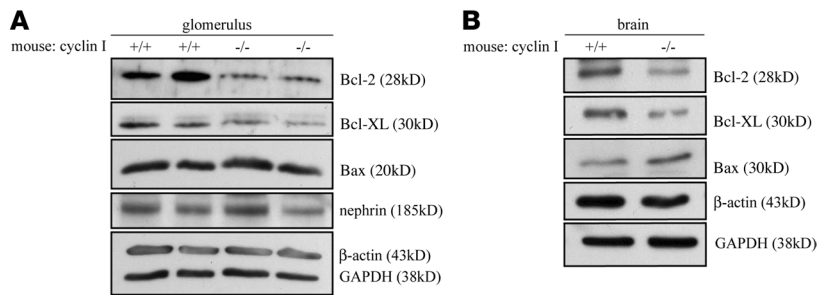 A
glomerulus
mouse: cyclin I +/+ +/+ -/- -/-
Bcl-2 (28kD)
Bcl-XL (30kD)
Bax (20kD)
nephrin (185kD)
β-actin (43kD)
GAPDH (38kD)
B
brain
mouse: cyclin I +/+ -/-
Bcl-2 (28kD)
Bcl-XL (30kD)
Bax (30kD)
β-actin (43kD)
GAPDH (38kD)